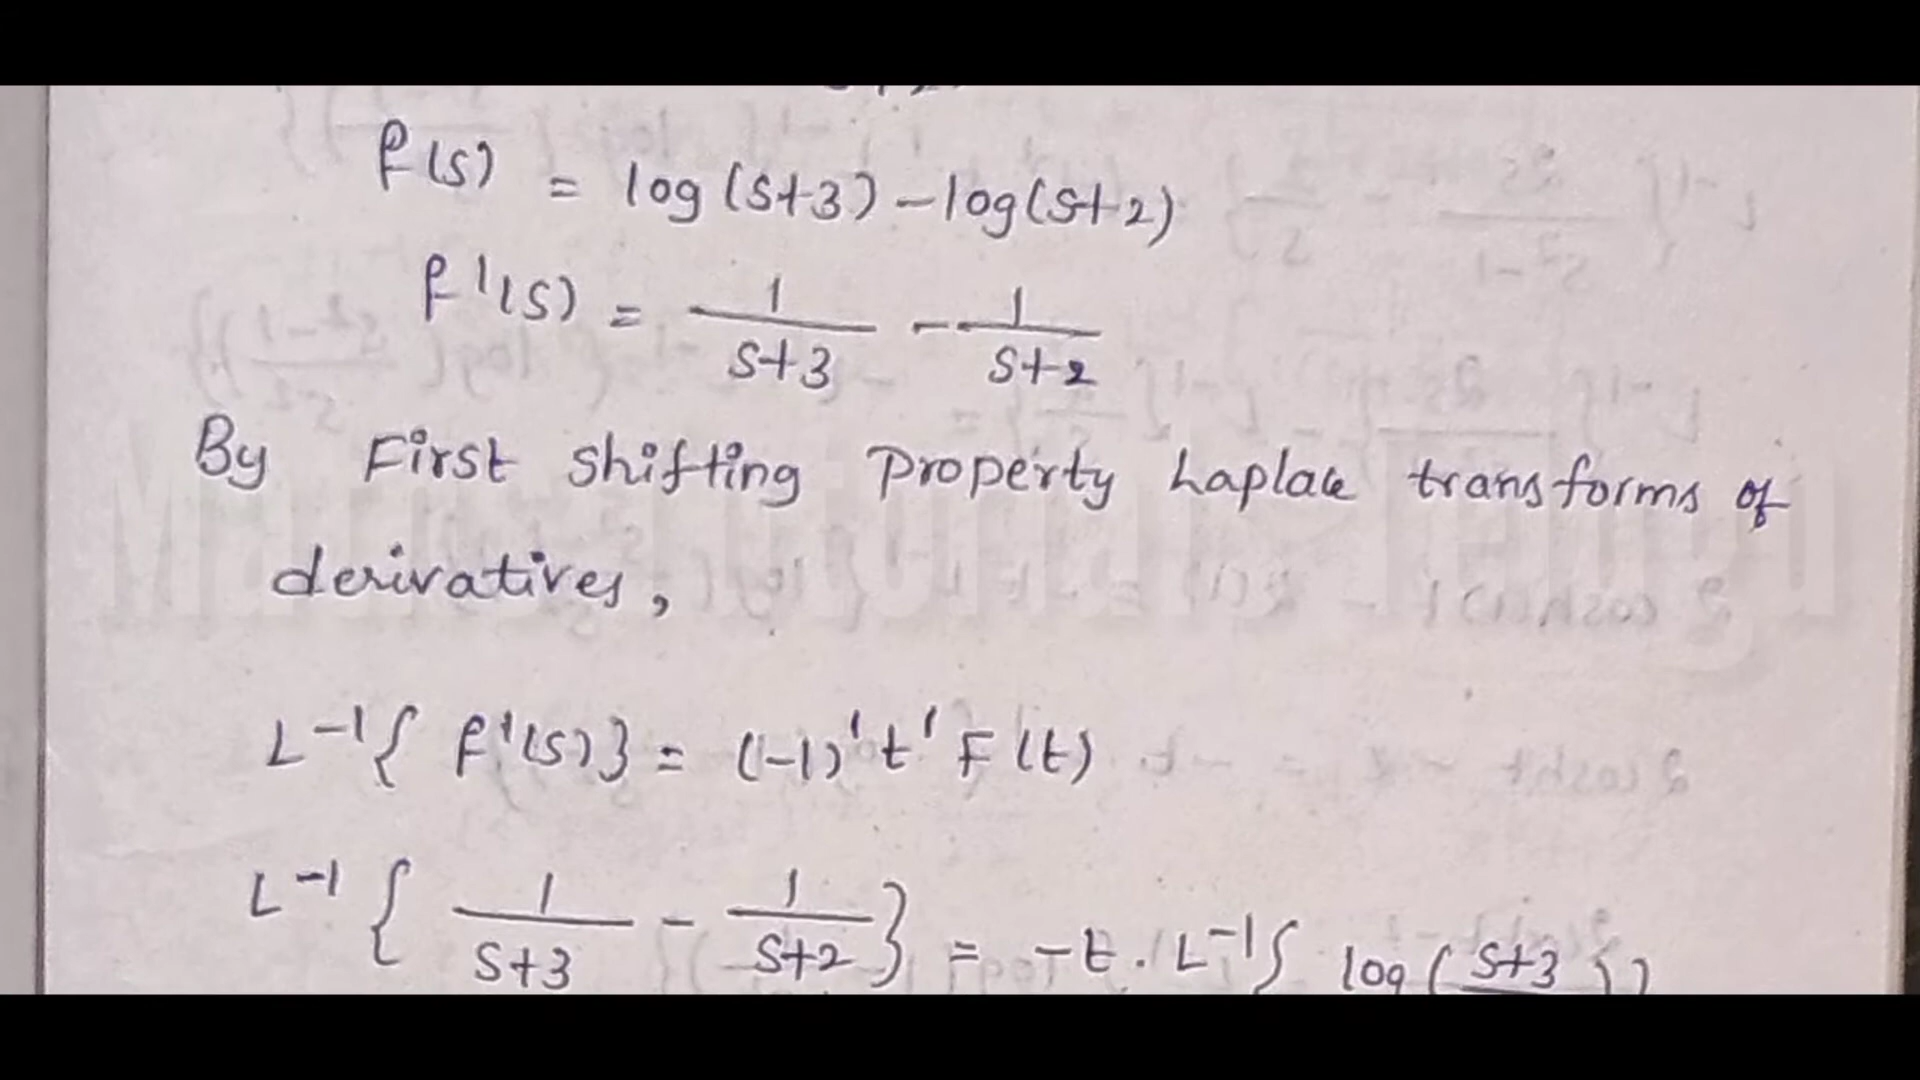 f(s) = log(s+3) - log(s+2)
f'(s) = 1/(s+3) - 1/(s+2)
By First shifting Property Laplace transforms of
derivatives,
L^-1{ f'(s)} = (-1)' t' F(t)
L^-1{ 1/(s+3) - 1/(s+2) } = -t. L^-1{ log( s+3 })